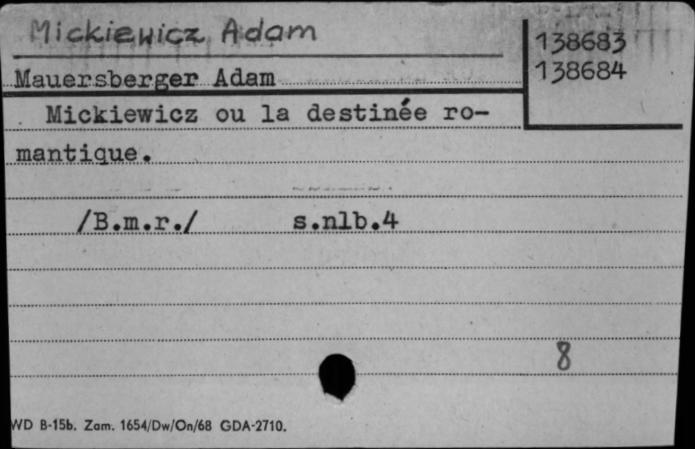 Mickiewicz Adam
138683
138684
Mauersberger Adam
Mickiewicz ou la destinée ro-
mantique.
/B.m.r./ s.nlb.4
8
WD B-15b. Zam. 1654/Dw/On/68 GDA-2710.